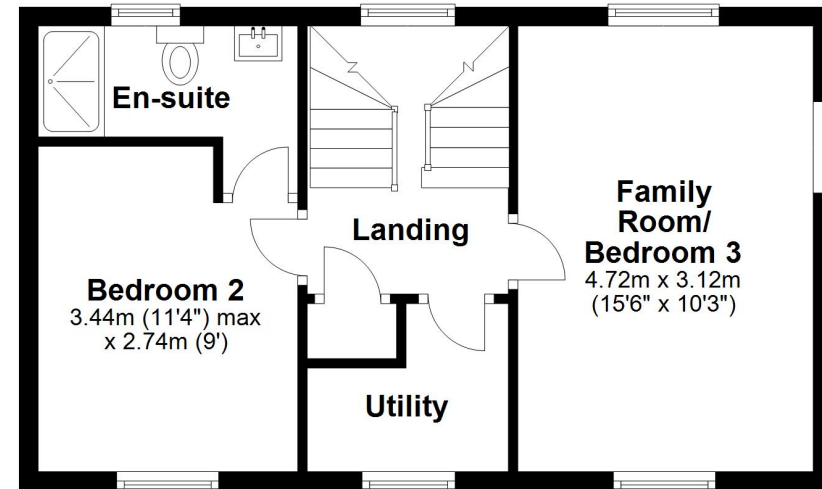 En-suite
Landing
Family
Room/
Bedroom 3
4.72m x 3.12m
(15'6" x 10'3")
Bedroom 2
3.44m (11'4") max
x 2.74m (9')
Utility